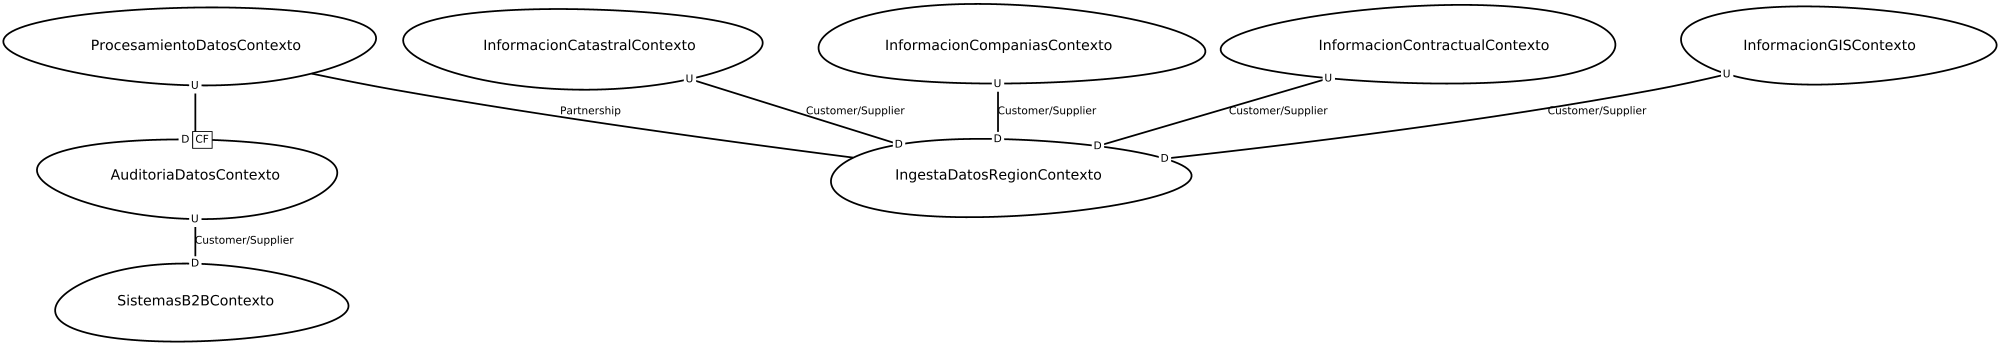 ProcesamientoDatosContexto
InformacionCatastralContexto
InformacionCompaniasContexto
InformacionContractualContexto
InformacionGISContexto
U
U
U
U
U
Partnership
Customer/Supplier
Customer/Supplier
Customer/Supplier
Customer/Supplier
D CF
D
D
D
D
AuditoriaDatosContexto
IngestaDatosRegionContexto
U
Customer/Supplier
D
SistemasB2BContexto